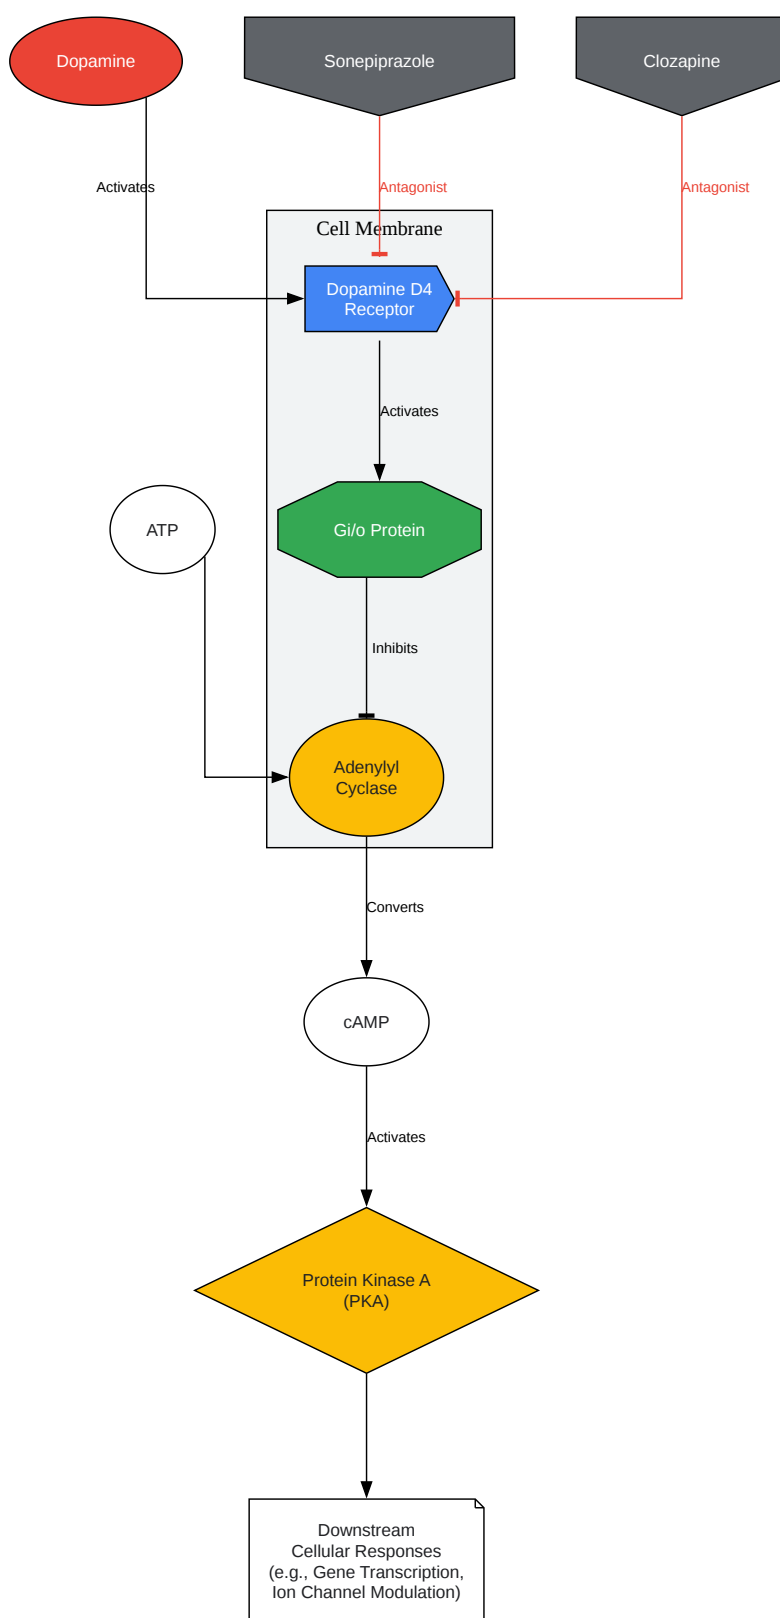 Dopamine
Sonepiprazole
Clozapine
Activates
Antagonist
Antagonist
Cell Membrane
Dopamine D4
Receptor
Activates
ATP
Gi/o Protein
Inhibits
Adenylyl
Cyclase
Converts
cAMP
Activates
Protein Kinase A
(PKA)
Downstream
Cellular Responses
(e.g., Gene Transcription,
Ion Channel Modulation)